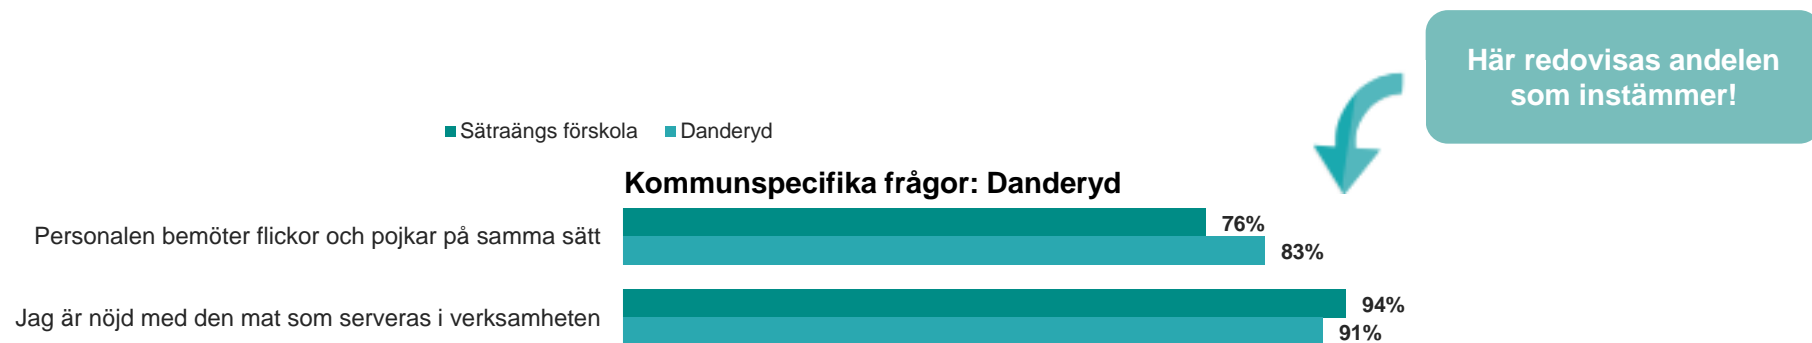 Här redovisas andelen
som instämmer!
Sätraängs förskola Danderyd
Kommunspecifika frågor: Danderyd
Personalen bemöter flickor och pojkar på samma sätt
76%
83%
Jag är nöjd med den mat som serveras i verksamheten
94%
91%